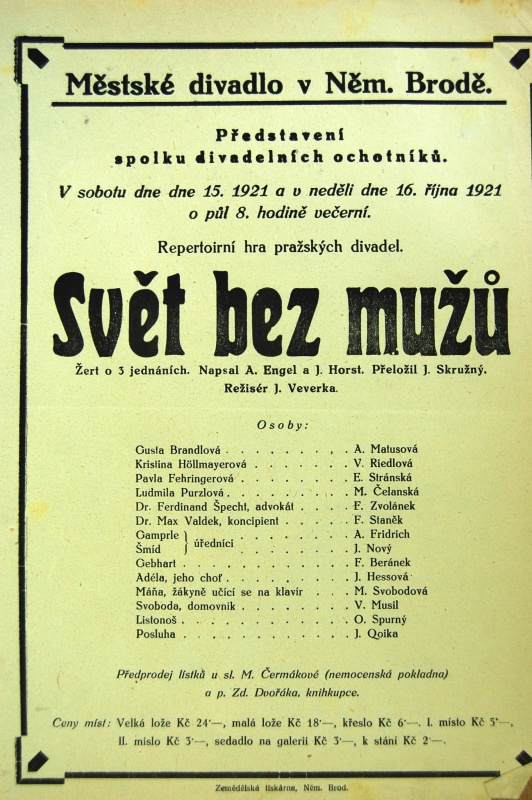 Městské divadlo v Něm. Brodě.
Představení
spolku divadelních ochotníků.
V sobotu dne dne 15. 1921 a v neděli dne 16. října 1921
o půl 8. hodině večerní.
Repertoirní hra pražských divadel.
Svět bez mužů
Žert o 3 jednáních. Napsal A. Engel a J. Horst. Přeložil J. Skružný.
Režisér J. Veverka.
Osoby:
Gusta Brandlová . . . . . . . . . A. Matusová
Kristina Höllmayerová . . . . . . . V. Riedlová
Pavla Fehringerová . . . . . . . . E. Stránská
Ludmila Purzlová . . . . . . . . . M. Čelanská
Dr. Ferdinand Špecht, advokát . . . . F. Zvolánek
Dr. Max Valdek, koncipient . . . . . F. Staněk
Gamprle } úředníci . . . . . . . A. Fridrich
Šmíd } . . . . . . . J. Nový
Gebhart . . . . . . . . . . . . F. Beránek
Adéla, jeho choť . . . . . . . . . J. Hessová
Máňa, žákyně učící se na klavír . . . M. Svobodová
Svoboda, domovník . . . . . . . . V. Musil
Listonoš . . . . . . . . . . . . O. Spurný
Posluha . . . . . . . . . . . . J. Qoika
Předprodej lístků u sl. M. Čermákové (nemocenská pokladna)
a p. Zd. Dvořáka, knihkupce.
Ceny míst: Velká lože Kč 24·—, malá lože Kč 18·—, křeslo Kč 6·—. I. místo Kč 5·—,
II. míslo Kč 3·—, sedadlo na galerii Kč 3·—, k stání Kč 2·—.
Zemědělská tiskárna, Něm. Brod.